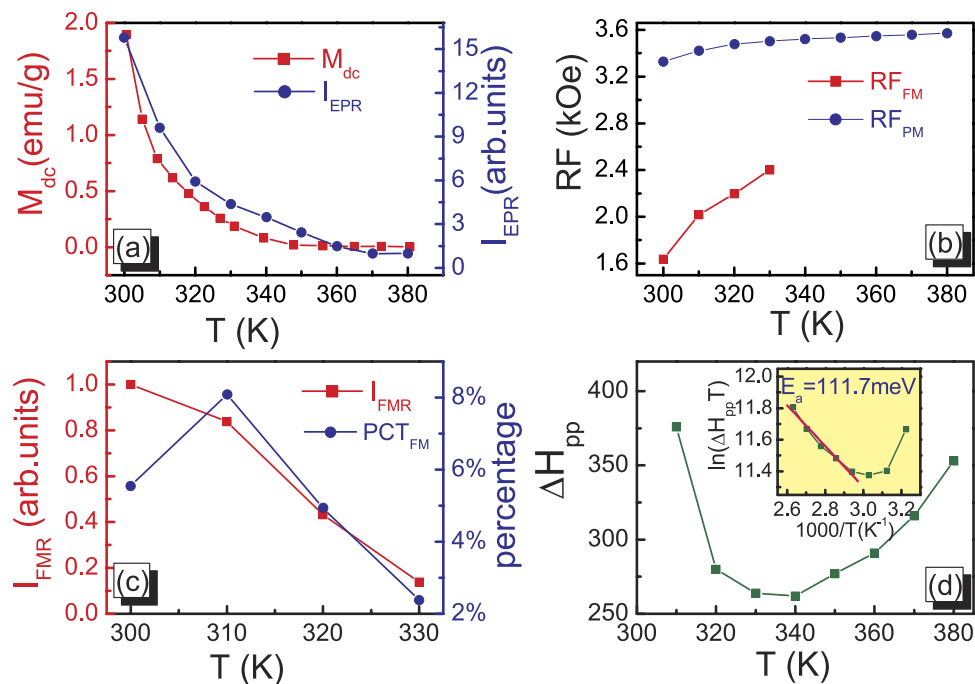 2.0
1.5
1.0
0.5
0.0
M_dc(emu/g)
M_dc
I_EPR
15
12
9
6
3
0
I_EPR(arb.units)
(a)
300 320 340 360 380
T (K)
3.6
3.2
2.8
2.4
2.0
1.6
RF (kOe)
RF_FM
RF_PM
(b)
300 320 340 360 380
T (K)
1.0
0.8
0.6
0.4
0.2
0.0
I_FMR (arb.units)
I_FMR
PCT_FM
8%
6%
4%
2%
percentage
(c)
300 310 320 330
T (K)
400
350
300
250
ΔH_pp
12.0
11.8
11.6
11.4
ln(ΔH_pp T)
E_a=111.7meV
2.6 2.8 3.0 3.2
1000/T(K⁻¹)
(d)
300 320 340 360 380
T (K)